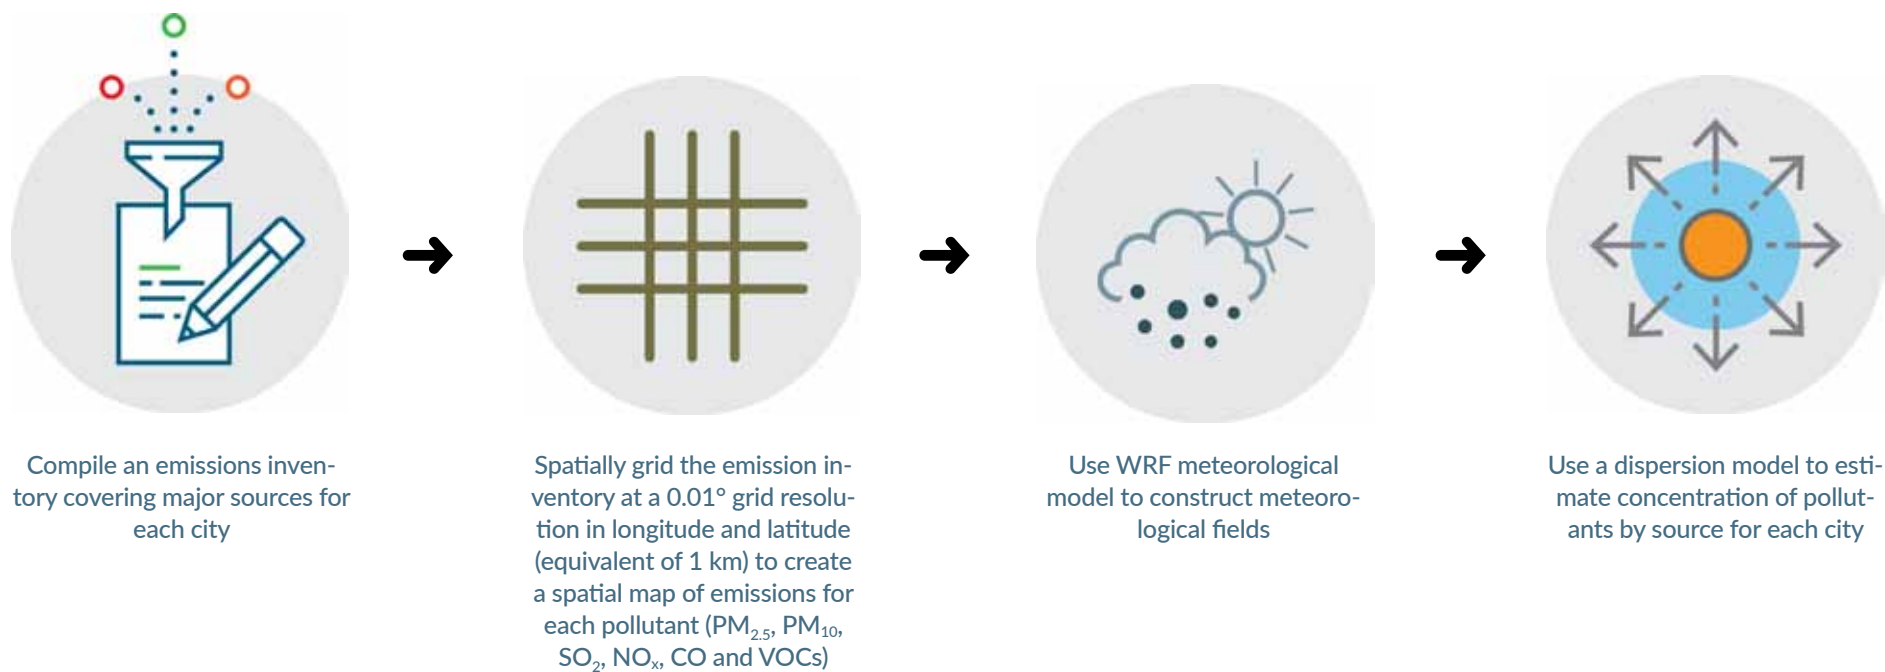 Compile an emissions inven-
tory covering major sources for
each city
Spatially grid the emission in-
ventory at a 0.01° grid resolu-
tion in longitude and latitude
(equivalent of 1 km) to create
a spatial map of emissions for
each pollutant (PM₂.₅, PM₁₀,
SO₂, NOₓ, CO and VOCs)
Use WRF meteorological
model to construct meteoro-
logical fields
Use a dispersion model to esti-
mate concentration of pollut-
ants by source for each city